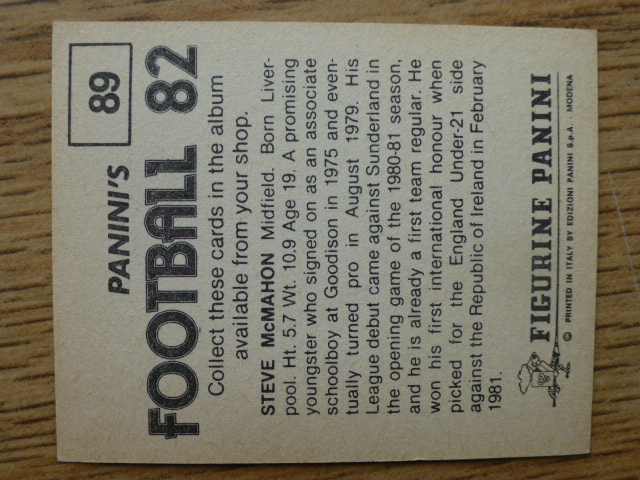 PANINI'S
89
FOOTBALL 82
Collect these cards in the album
available from your shop.
STEVE McMAHON Midfield. Born Liver-
pool. Ht. 5.7 Wt. 10.9 Age 19. A promising
youngster who signed on as an associate
schoolboy at Goodison in 1975 and even-
tually turned pro in August 1979. His
League debut came against Sunderland in
the opening game of the 1980-81 season,
and he is already a first team regular. He
won his first international honour when
picked for the England Under-21 side
against the Republic of Ireland in February
1981.
FIGURINE PANINI
© PRINTED IN ITALY BY EDIZIONI PANINI S.p.A. - MODENA